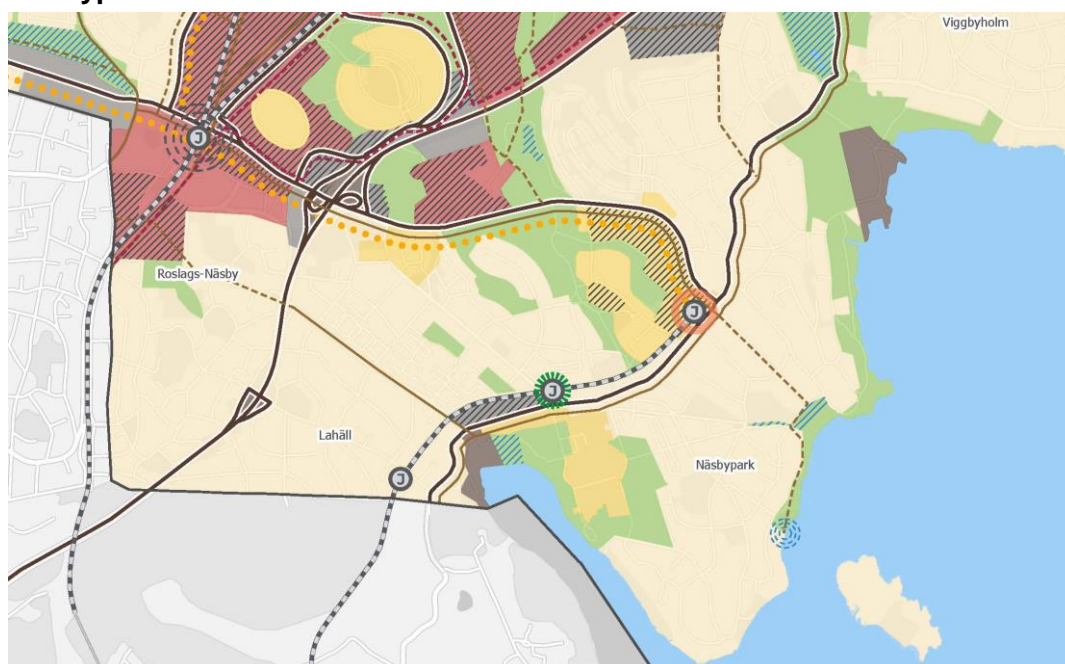 Viggbyholm
J
Roslags-Näsby
J
J
Lahäll
Näsbypark
J